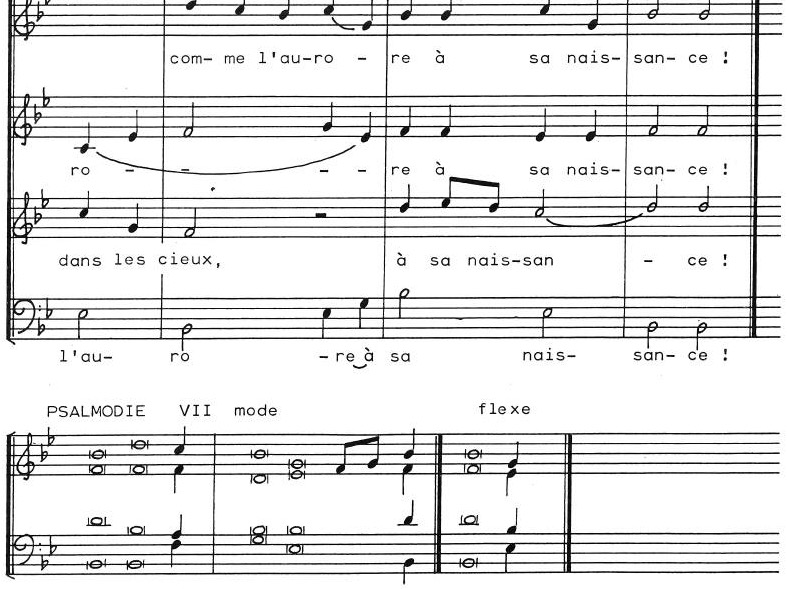 com- me l'au-ro - re à sa nais- san- ce !
ro - - - - re à sa nais- san- ce !
dans les cieux, à sa nais-san - ce !
l'au- ro - re à sa nais- san- ce !
PSALMODIE VII mode flexe